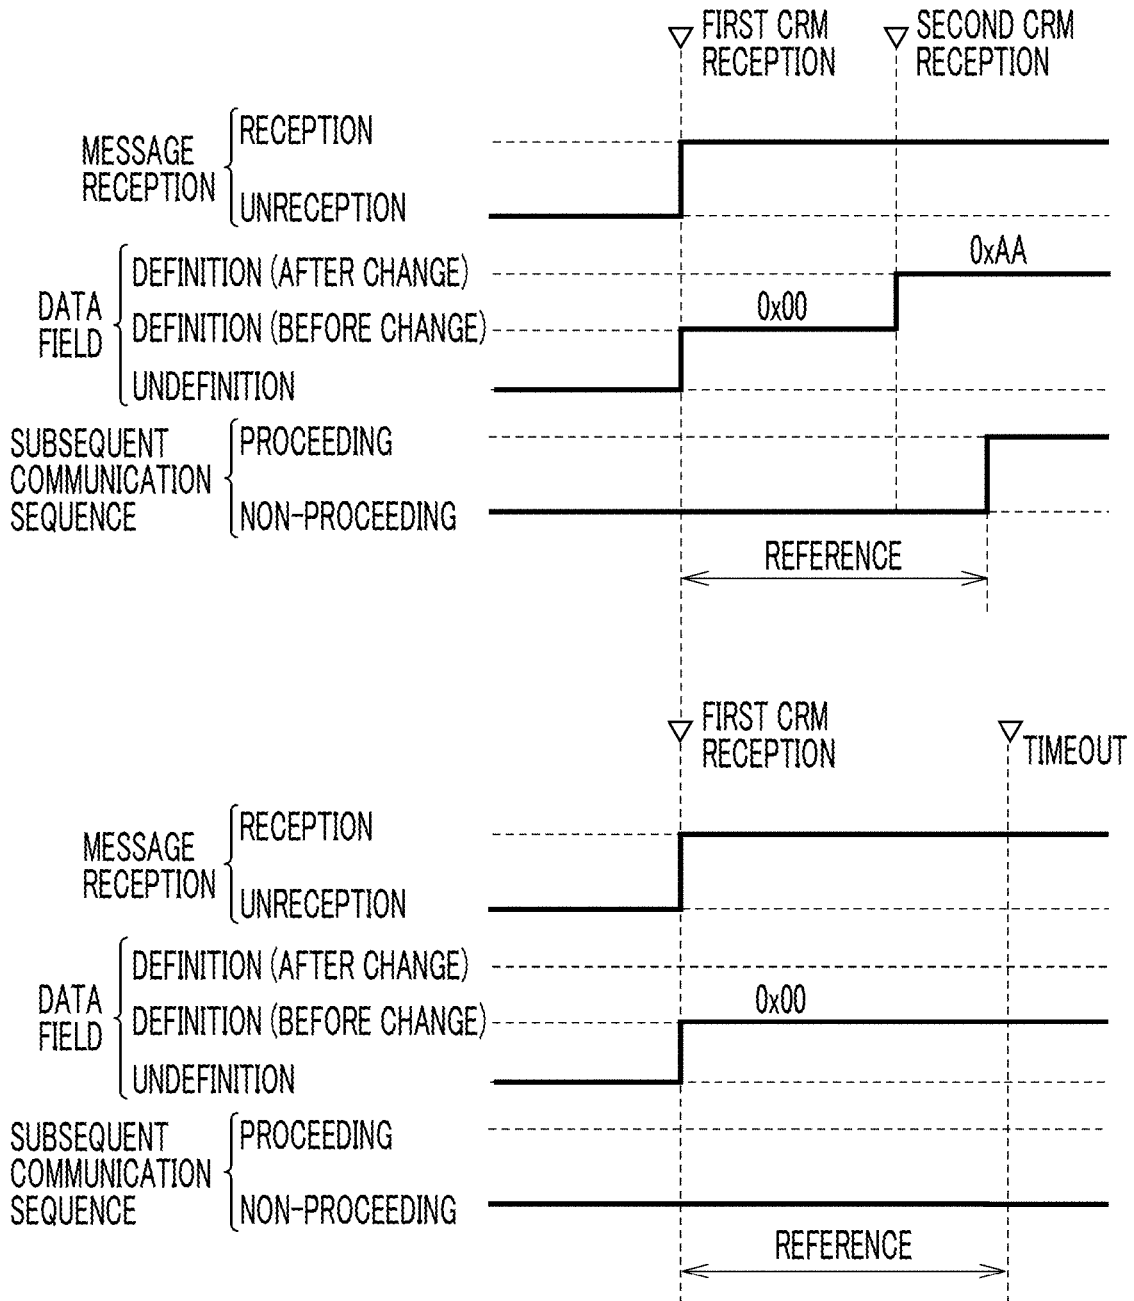 FIRST CRM
RECEPTION
SECOND CRM
RECEPTION
MESSAGE
RECEPTION
RECEPTION
UNRECEPTION
DATA
FIELD
DEFINITION (AFTER CHANGE)
DEFINITION (BEFORE CHANGE)
UNDEFINITION
0xAA
0x00
SUBSEQUENT
COMMUNICATION
SEQUENCE
PROCEEDING
NON-PROCEEDING
REFERENCE
FIRST CRM
RECEPTION
TIMEOUT
MESSAGE
RECEPTION
RECEPTION
UNRECEPTION
DATA
FIELD
DEFINITION (AFTER CHANGE)
DEFINITION (BEFORE CHANGE)
UNDEFINITION
0x00
SUBSEQUENT
COMMUNICATION
SEQUENCE
PROCEEDING
NON-PROCEEDING
REFERENCE